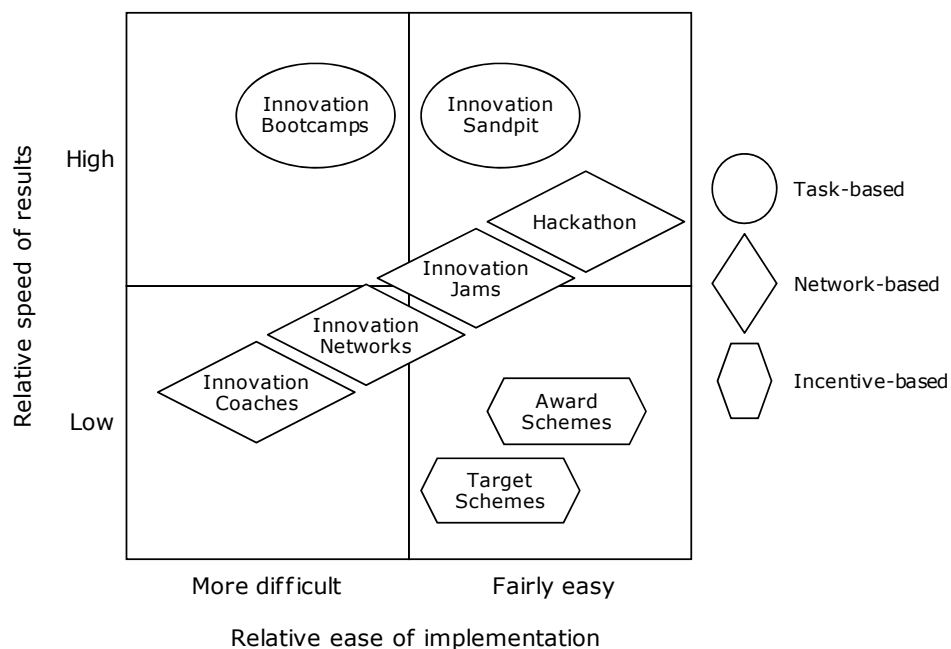 Relative speed of results
High
Low
Innovation
Bootcamps
Innovation
Sandpit
Hackathon
Innovation
Jams
Innovation
Networks
Innovation
Coaches
Award
Schemes
Target
Schemes
More difficult
Fairly easy
Relative ease of implementation
Task-based
Network-based
Incentive-based